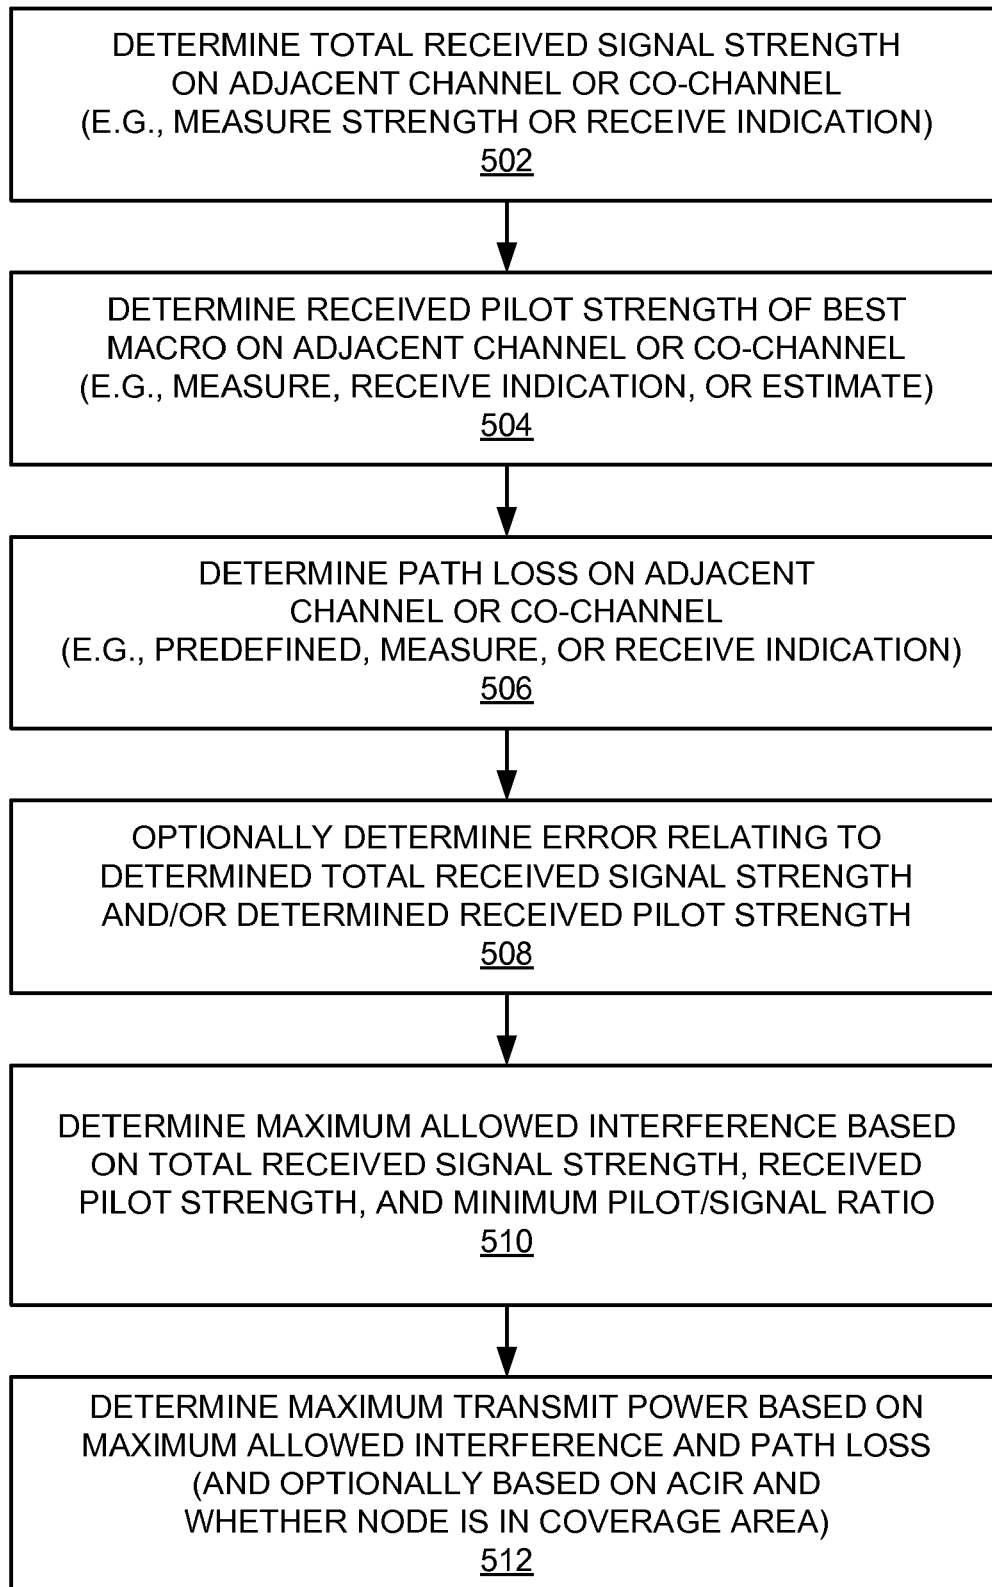 DETERMINE TOTAL RECEIVED SIGNAL STRENGTH
ON ADJACENT CHANNEL OR CO-CHANNEL
(E.G., MEASURE STRENGTH OR RECEIVE INDICATION)
502
DETERMINE RECEIVED PILOT STRENGTH OF BEST
MACRO ON ADJACENT CHANNEL OR CO-CHANNEL
(E.G., MEASURE, RECEIVE INDICATION, OR ESTIMATE)
504
DETERMINE PATH LOSS ON ADJACENT
CHANNEL OR CO-CHANNEL
(E.G., PREDEFINED, MEASURE, OR RECEIVE INDICATION)
506
OPTIONALLY DETERMINE ERROR RELATING TO
DETERMINED TOTAL RECEIVED SIGNAL STRENGTH
AND/OR DETERMINED RECEIVED PILOT STRENGTH
508
DETERMINE MAXIMUM ALLOWED INTERFERENCE BASED
ON TOTAL RECEIVED SIGNAL STRENGTH, RECEIVED
PILOT STRENGTH, AND MINIMUM PILOT/SIGNAL RATIO
510
DETERMINE MAXIMUM TRANSMIT POWER BASED ON
MAXIMUM ALLOWED INTERFERENCE AND PATH LOSS
(AND OPTIONALLY BASED ON ACIR AND
WHETHER NODE IS IN COVERAGE AREA)
512